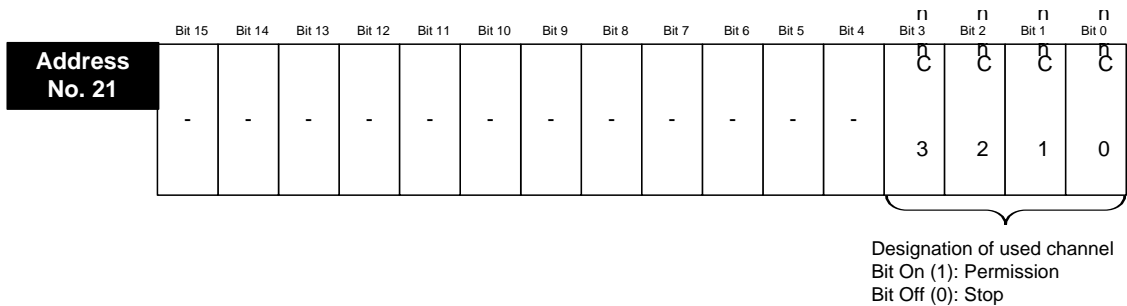 Bit 15 Bit 14 Bit 13 Bit 12 Bit 11 Bit 10 Bit 9 Bit 8 Bit 7 Bit 6 Bit 5 Bit 4 Bit 3 Bit 2 Bit 1 Bit 0
Address
No. 21
- - - - - - - - - - - - C C C C
3 2 1 0
Designation of used channel
Bit On (1): Permission
Bit Off (0): Stop